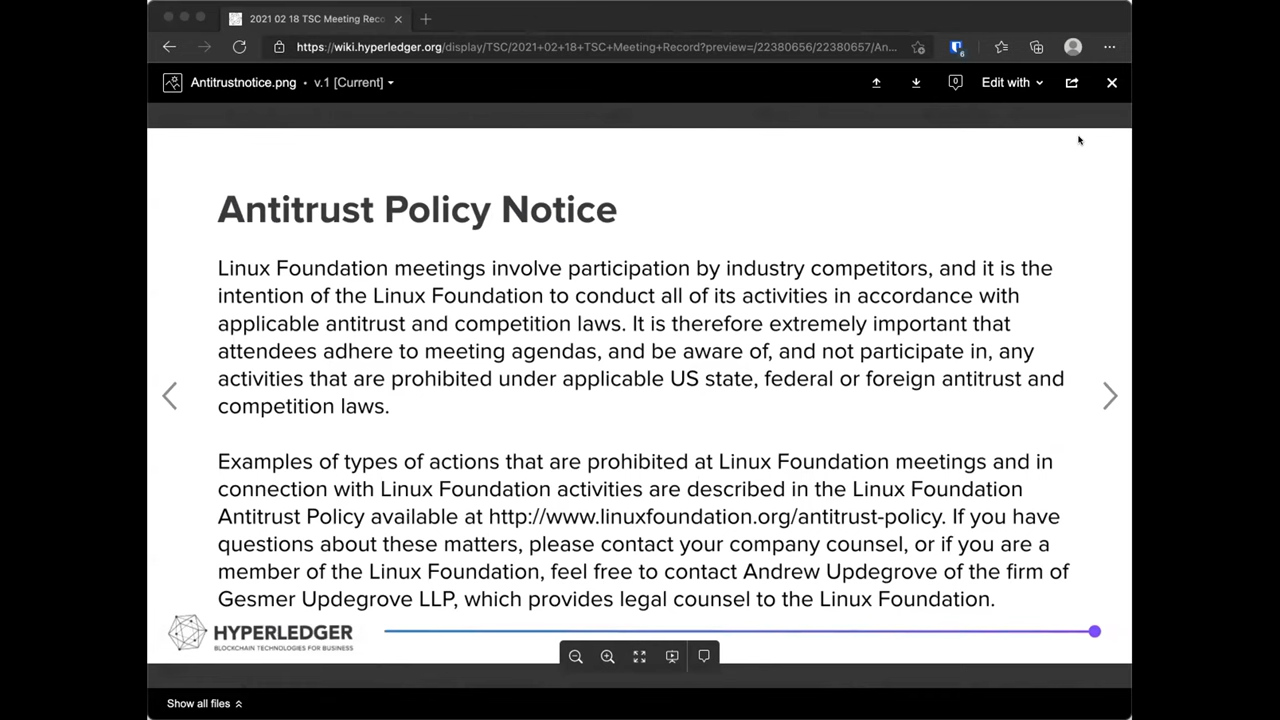 2021 02 18 TSC Meeting Reco
https://wiki.hyperledger.org/display/TSC/2021+02+18+TSC+Meeting+Record?preview=/22380656/22380657/An...
6
Antitrustnotice.png • v.1 [Current]
0
Edit with
Antitrust Policy Notice
Linux Foundation meetings involve participation by industry competitors, and it is the
intention of the Linux Foundation to conduct all of its activities in accordance with
applicable antitrust and competition laws. It is therefore extremely important that
attendees adhere to meeting agendas, and be aware of, and not participate in, any
activities that are prohibited under applicable US state, federal or foreign antitrust and
competition laws.
Examples of types of actions that are prohibited at Linux Foundation meetings and in
connection with Linux Foundation activities are described in the Linux Foundation
Antitrust Policy available at http://www.linuxfoundation.org/antitrust-policy. If you have
questions about these matters, please contact your company counsel, or if you are a
member of the Linux Foundation, feel free to contact Andrew Updegrove of the firm of
Gesmer Updegrove LLP, which provides legal counsel to the Linux Foundation.
HYPERLEDGER
BLOCKCHAIN TECHNOLOGIES FOR BUSINESS
Show all files